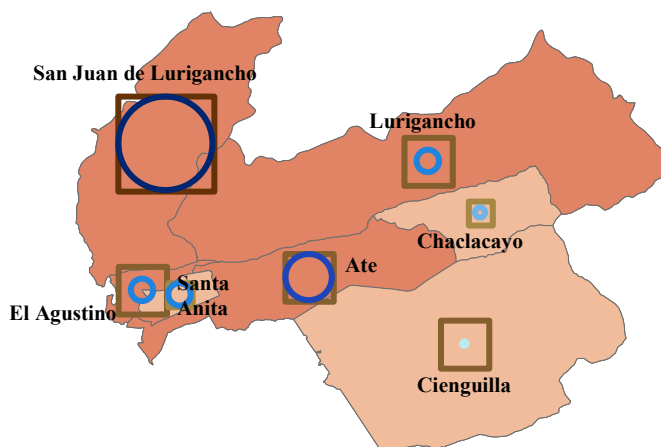 San Juan de Lurigancho
Lurigancho
Chaclacayo
Ate
Santa
Anita
El Agustino
Cienguilla